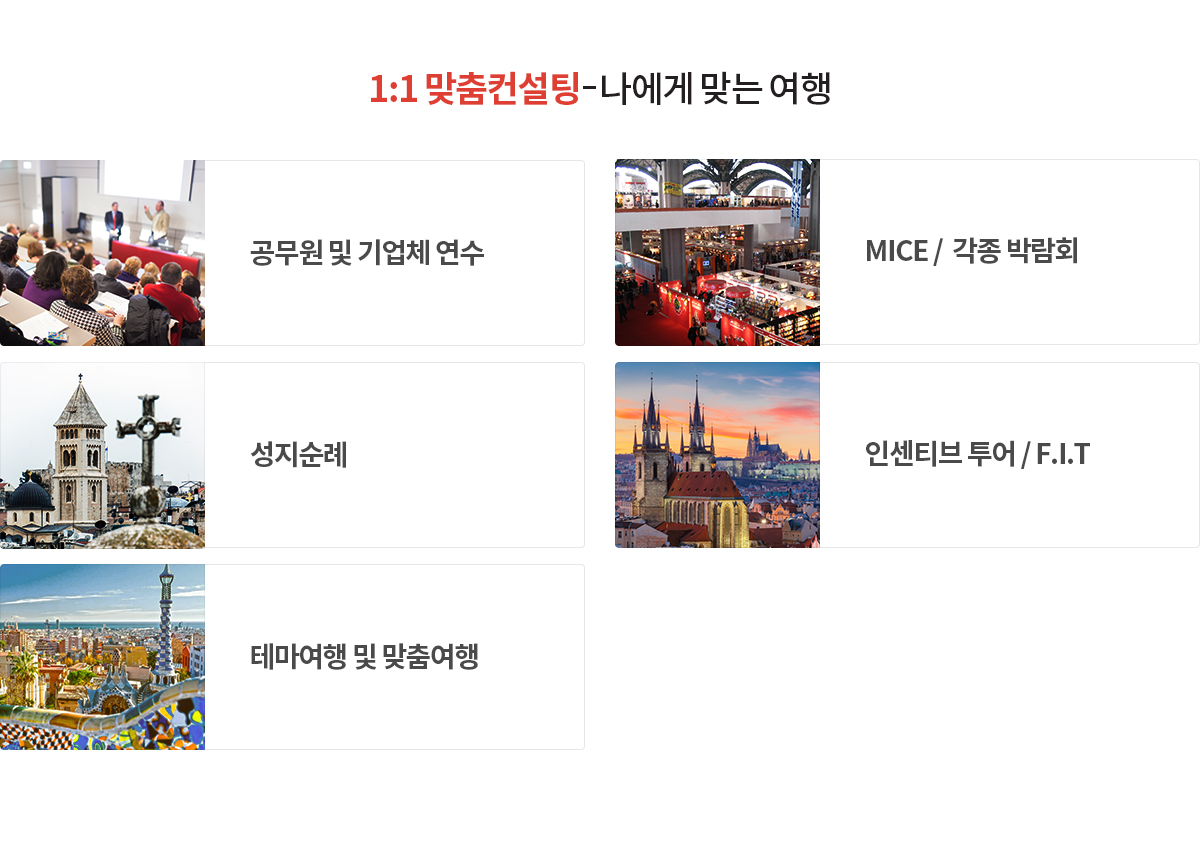 1:1 맞춤컨설팅-나에게 맞는 여행
공무원 및 기업체 연수
MICE / 각종 박람회
성지순례
인센티브 투어 / F.I.T
테마여행 및 맞춤여행